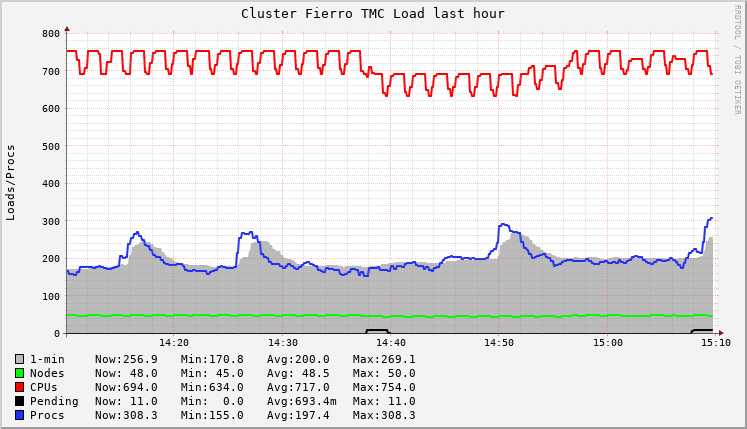 Cluster Fierro TMC Load last hour
RRDTOOL / TOBI OETIKER
Loads/Procs
800
700
600
500
400
300
200
100
0
14:20 14:30 14:40 14:50 15:00 15:10
1-min Now:256.9 Min:170.8 Avg:200.0 Max:269.1
Nodes Now: 48.0 Min: 45.0 Avg: 48.5 Max: 50.0
CPUs Now:694.0 Min:634.0 Avg:717.0 Max:754.0
Pending Now: 11.0 Min: 0.0 Avg:693.4m Max: 11.0
Procs Now:308.3 Min:155.0 Avg:197.4 Max:308.3